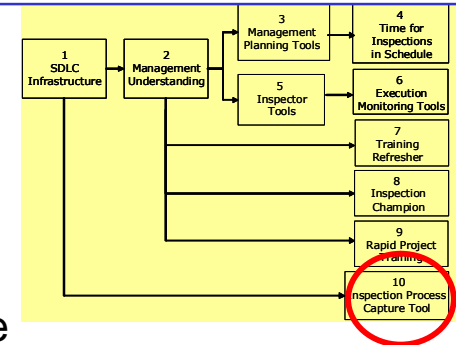 1
SDLC
Infrastructure
2
Management
Understanding
3
Management
Planning Tools
4
Time for
Inspections
in Schedule
5
Inspector
Tools
6
Execution
Monitoring Tools
7
Training
Refresher
8
Inspection
Champion
9
Rapid Project
Training
10
Inspection Process
Capture Tool
e